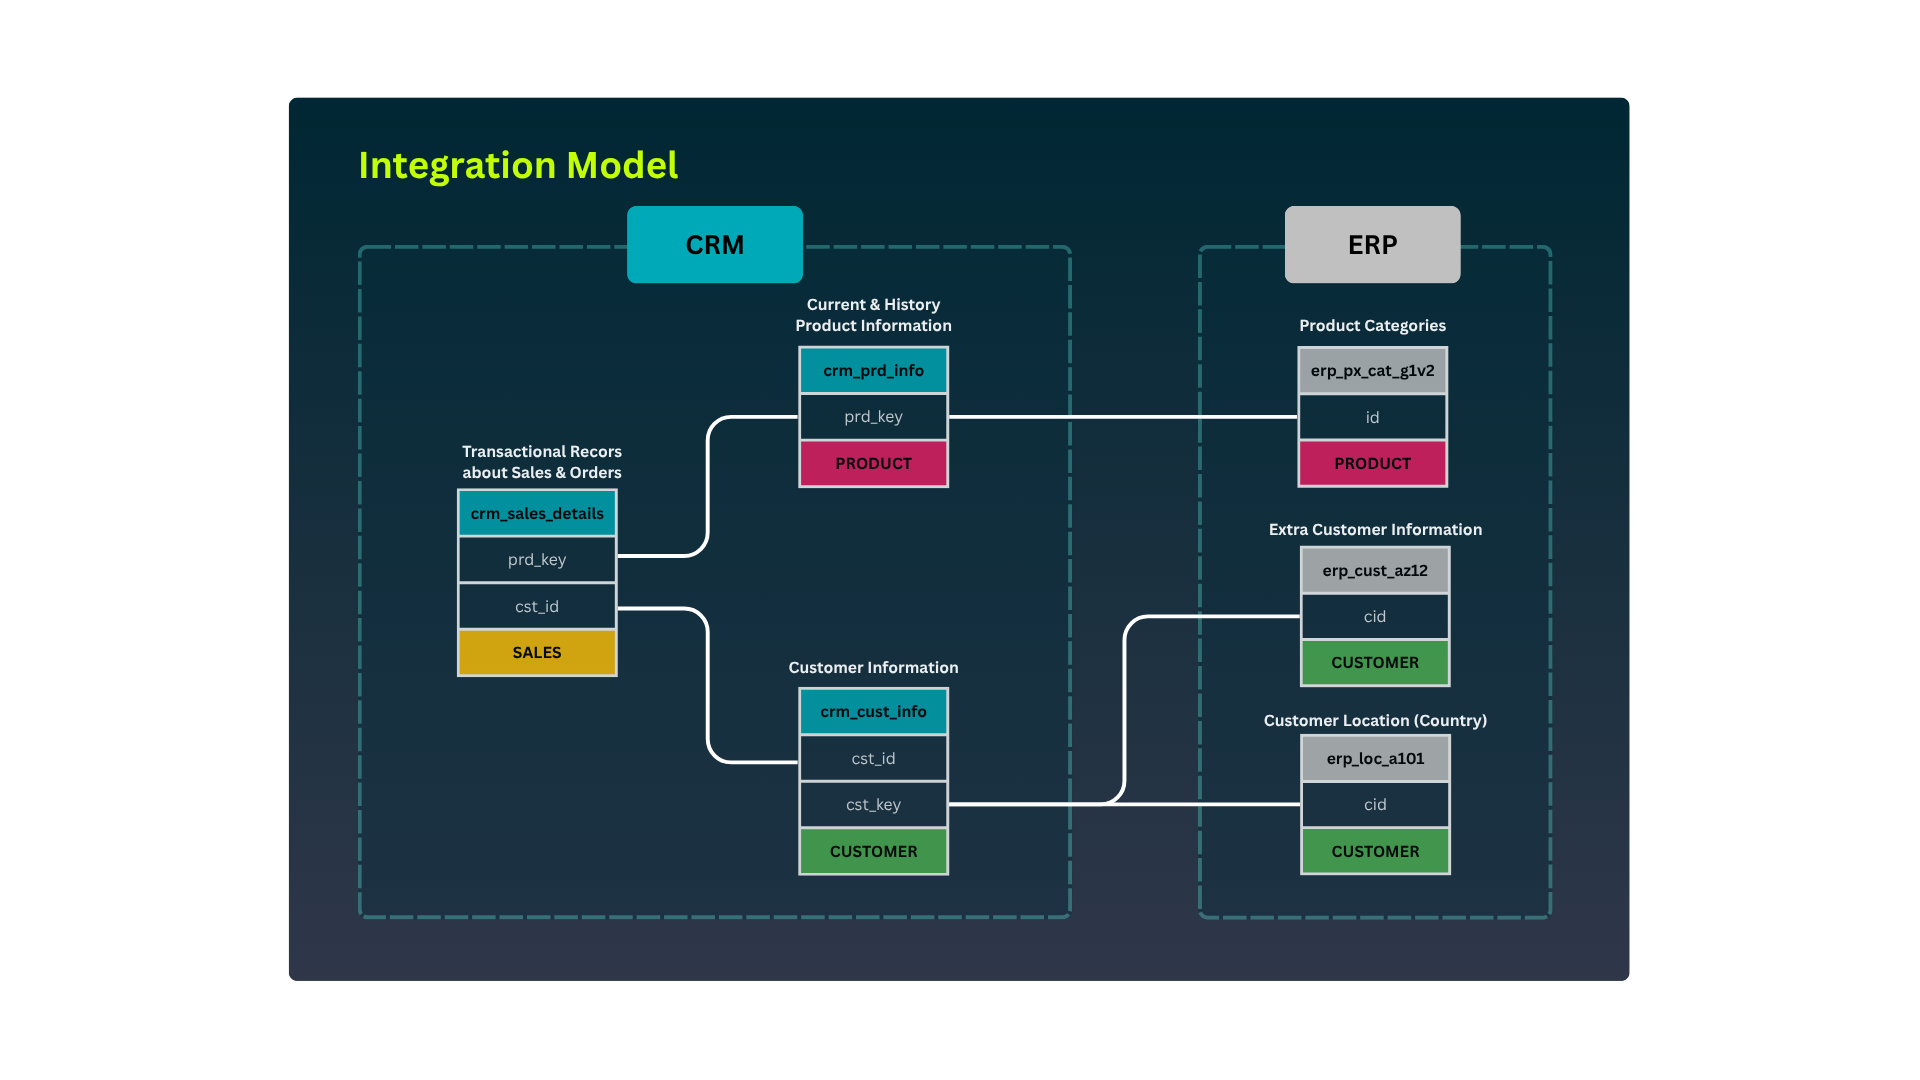 Integration Model
CRM
ERP
Current & History
Product Information
crm_prd_info
prd_key
PRODUCT
Product Categories
erp_px_cat_g1v2
id
PRODUCT
Transactional Recors
about Sales & Orders
crm_sales_details
prd_key
cst_id
SALES
Extra Customer Information
erp_cust_az12
cid
CUSTOMER
Customer Information
crm_cust_info
cst_id
cst_key
CUSTOMER
Customer Location (Country)
erp_loc_a101
cid
CUSTOMER